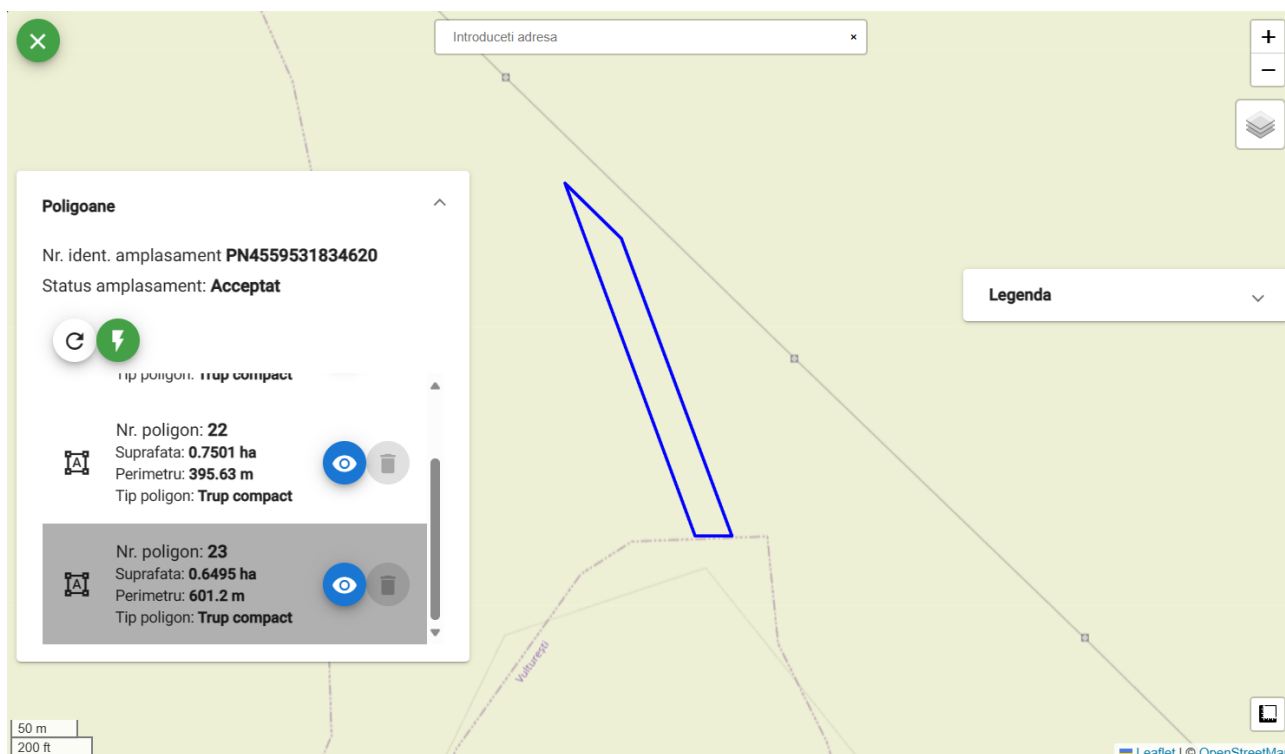 Introduceti adresa
×
+
−
Poligoane
Nr. ident. amplasament PN4559531834620
Status amplasament: Acceptat
Tip poligon: Trup compact
Nr. poligon: 22
Suprafata: 0.7501 ha
Perimetru: 395.63 m
Tip poligon: Trup compact
Nr. poligon: 23
Suprafata: 0.6495 ha
Perimetru: 601.2 m
Tip poligon: Trup compact
Legenda
Vulturești
50 m
200 ft
Leaflet | © OpenStreetMa